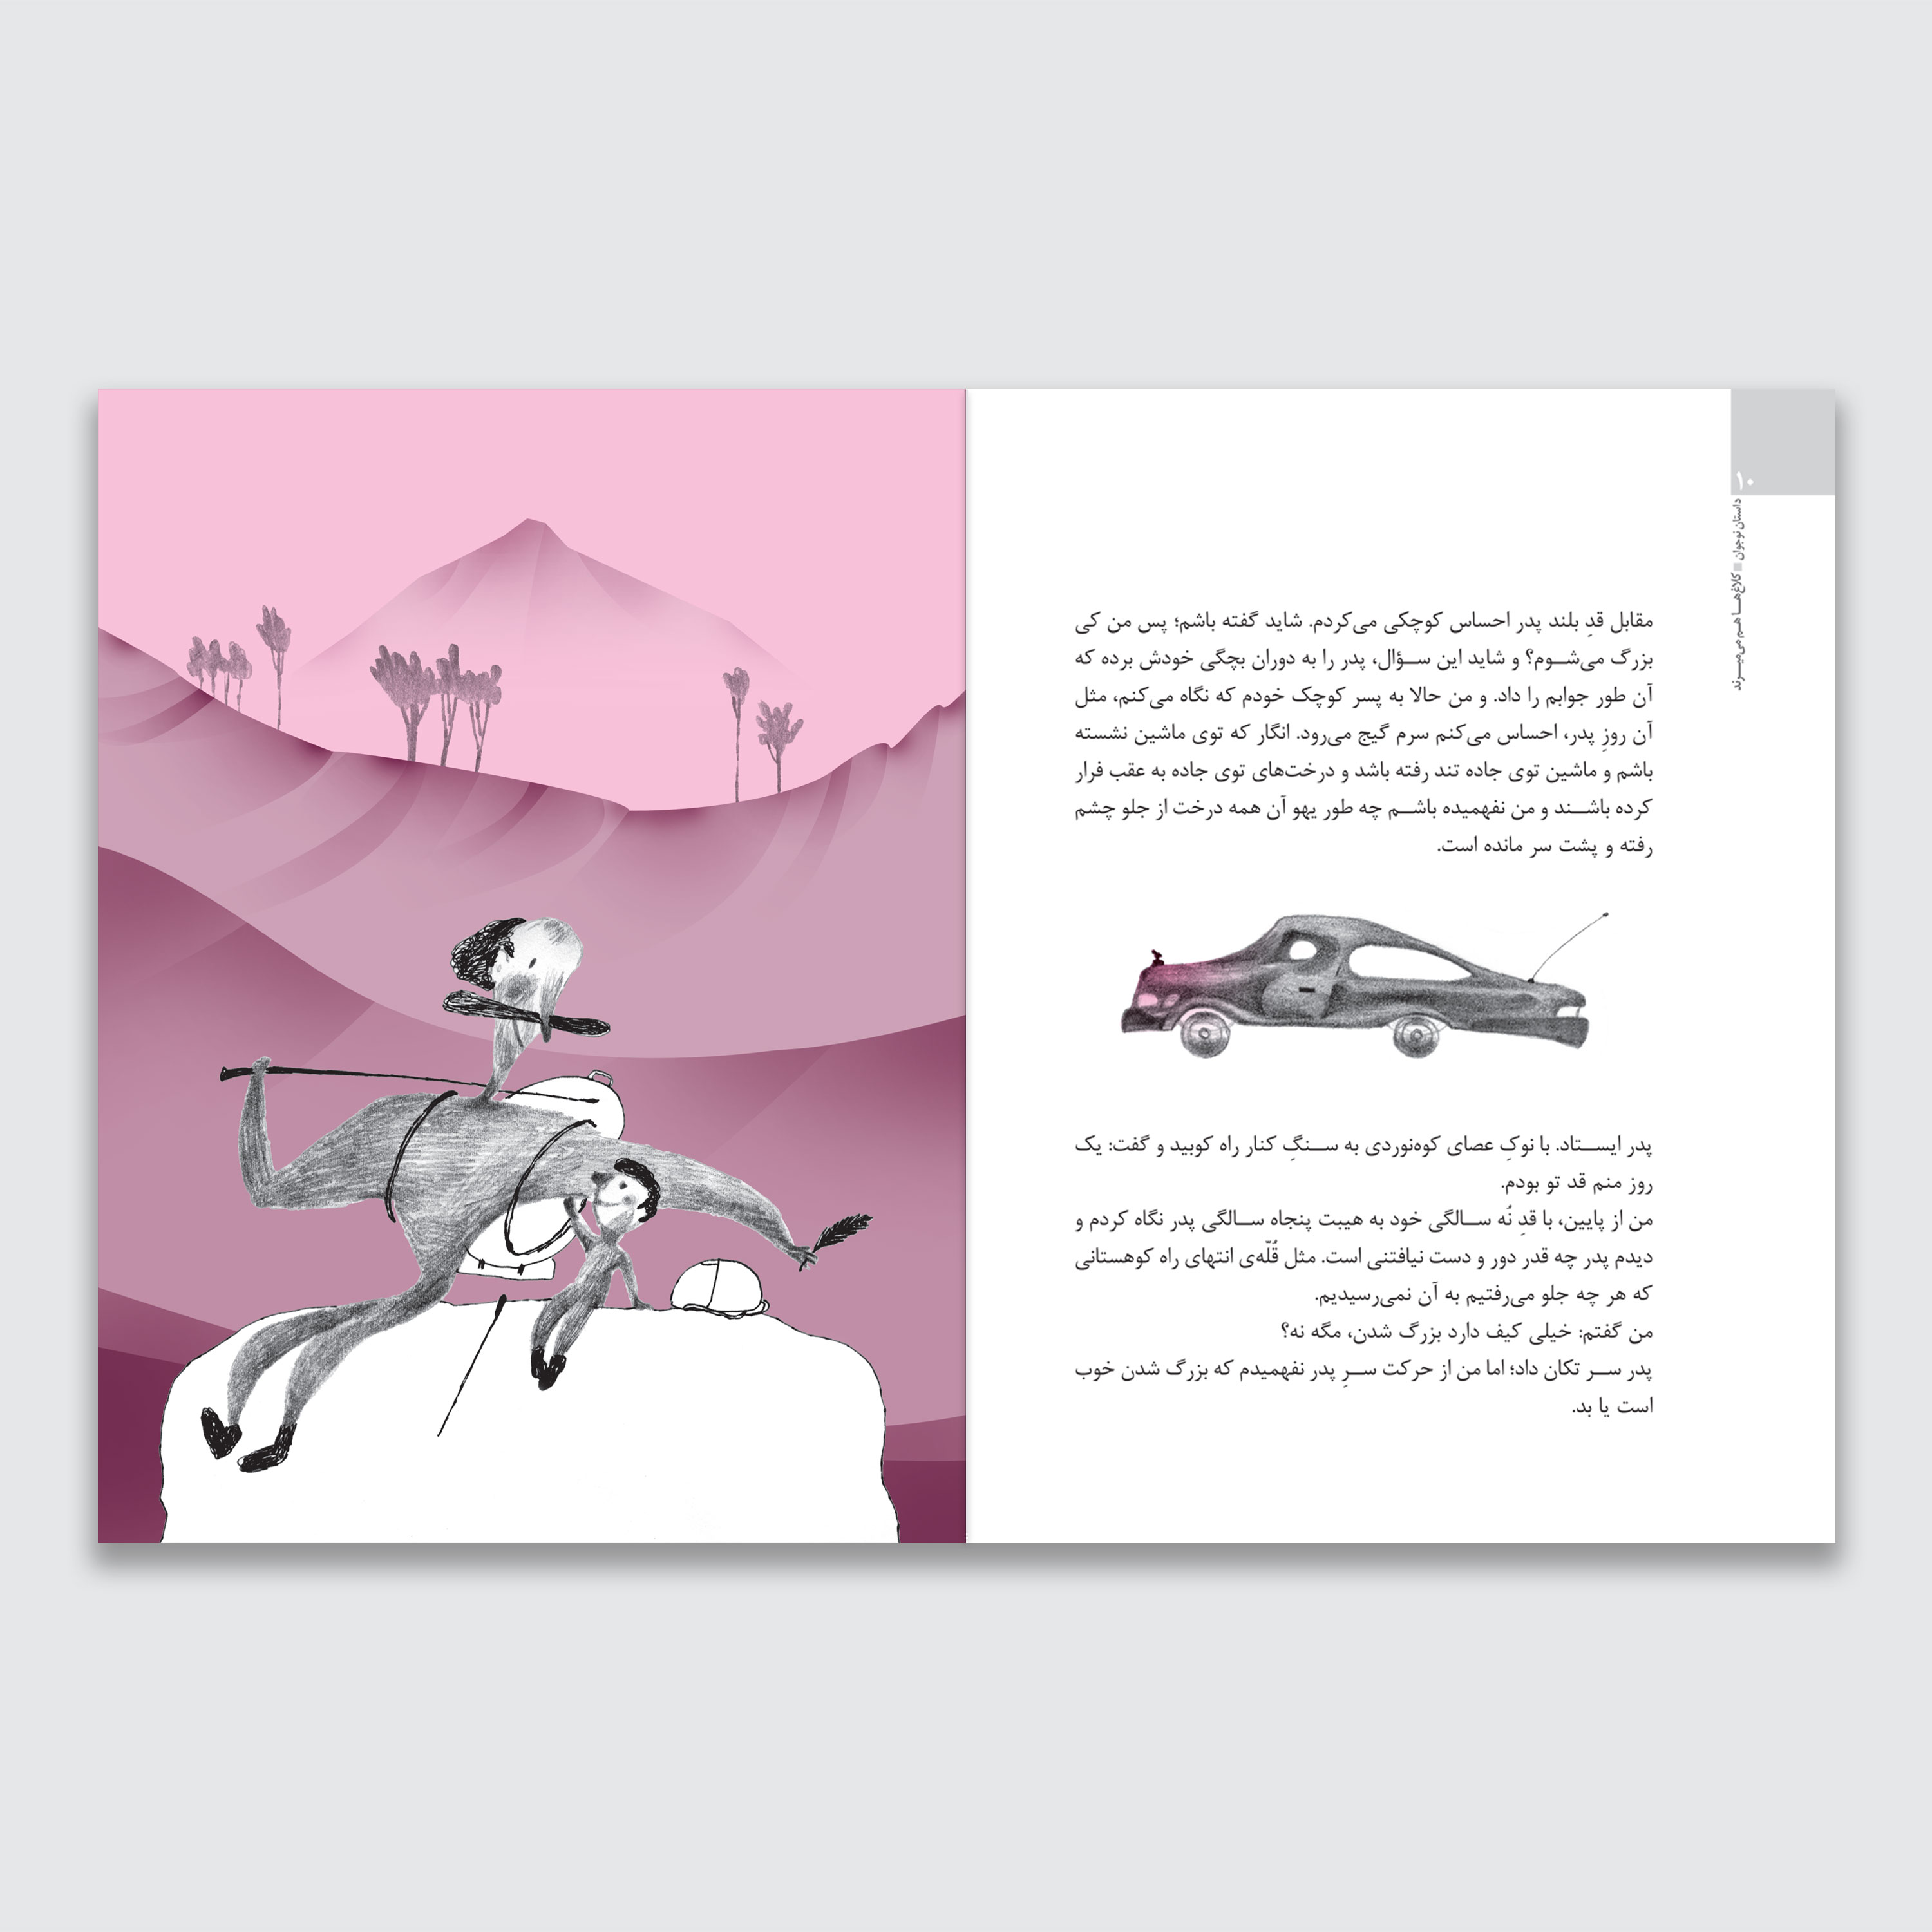 ۱۰
داستان نوجوان ■ کلاغ‌ها هم می‌میرند
مقابل قدِ بلند پدر احساس کوچکی می‌کردم. شاید گفته باشم؛ پس من کی
بزرگ می‌شوم؟ و شاید این سؤال، پدر را به دوران بچگی خودش برده که
آن طور جوابم را داد. و من حالا به پسر کوچک خودم که نگاه می‌کنم، مثل
آن روزِ پدر، احساس می‌کنم سرم گیج می‌رود. انگار که توی ماشین نشسته
باشم و ماشین توی جاده تند رفته باشد و درخت‌های توی جاده به عقب فرار
کرده باشند و من نفهمیده باشم چه طور یهو آن همه درخت از جلو چشم
رفته و پشت سر مانده است.
پدر ایستاد. با نوکِ عصای کوه‌نوردی به سنگِ کنار راه کوبید و گفت: یک
روز منم قد تو بودم.
من از پایین، با قدِ نُه سالگی خود به هیبت پنجاه سالگی پدر نگاه کردم و
دیدم پدر چه قدر دور و دست نیافتنی است. مثل قُلّه‌ی انتهای راه کوهستانی
که هر چه جلو می‌رفتیم به آن نمی‌رسیدیم.
من گفتم: خیلی کیف دارد بزرگ شدن، مگه نه؟
پدر سر تکان داد؛ اما من از حرکت سرِ پدر نفهمیدم که بزرگ شدن خوب
است یا بد.